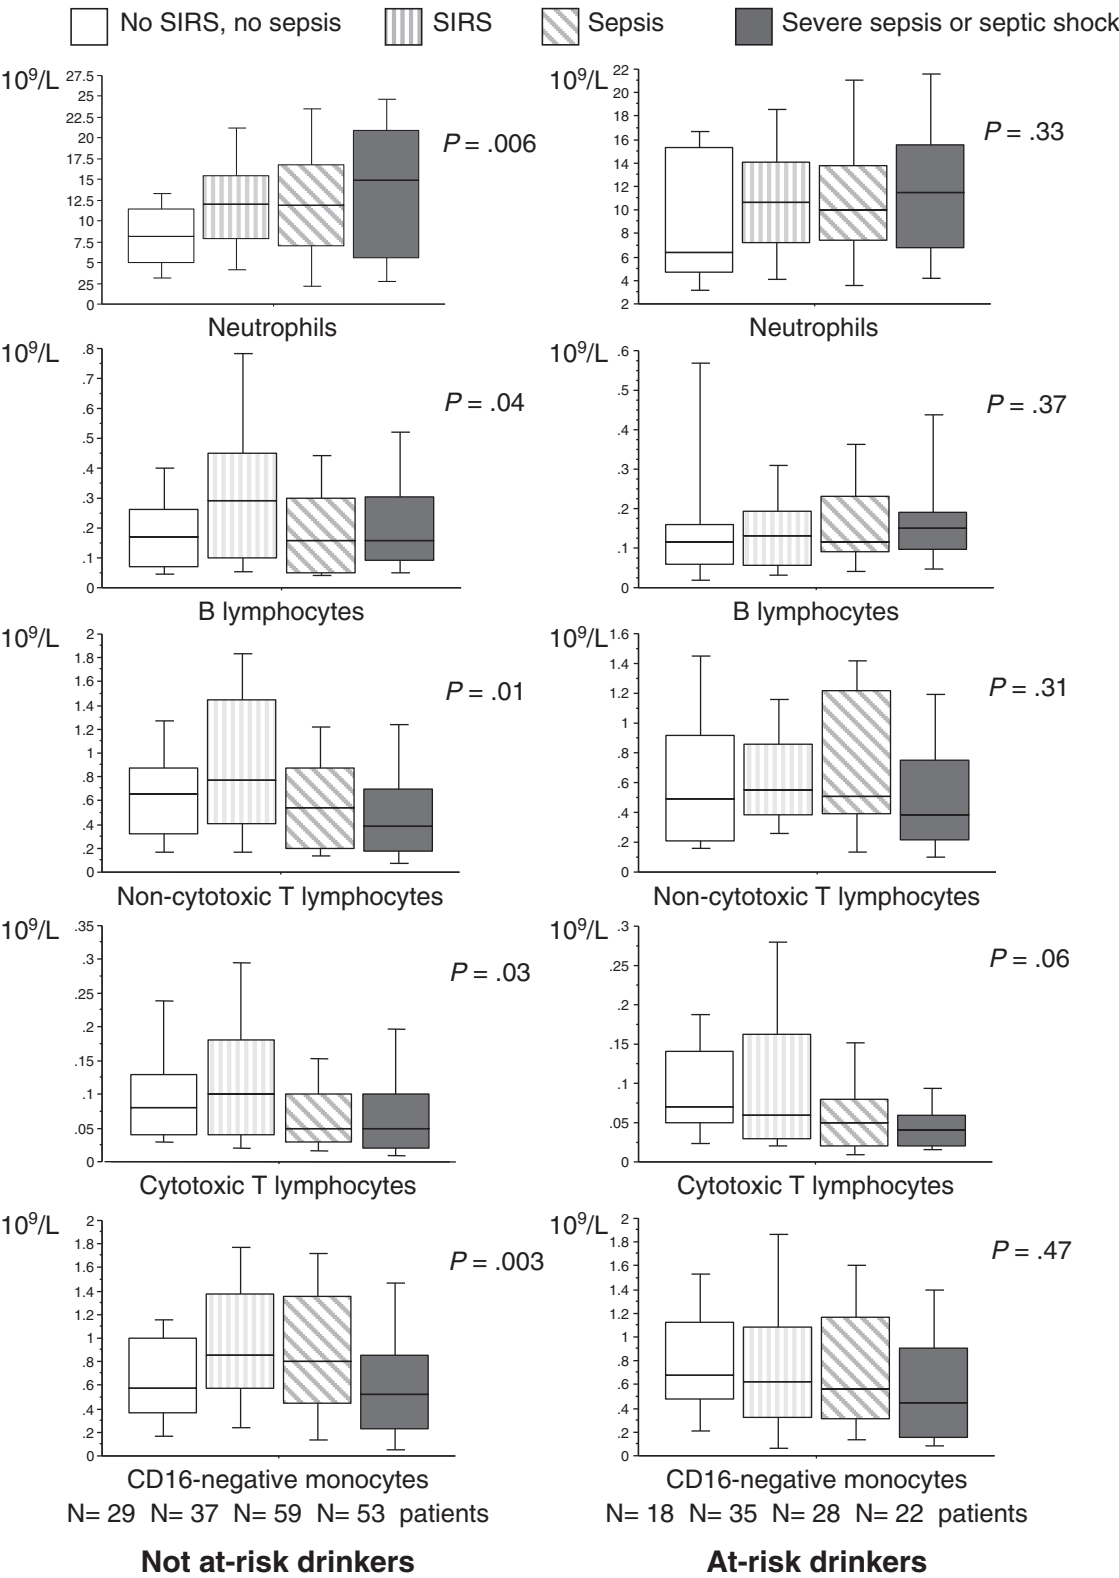 No SIRS, no sepsis SIRS Sepsis Severe sepsis or septic shock
10⁹/L
27.5
25
22.5
20
17.5
15
12.5
10
7.5
5
25
0
P = .006
Neutrophils
10⁹/L
22
20
18
16
14
12
10
8
6
4
2
P = .33
Neutrophils
10⁹/L
.8
.7
.6
.5
.4
.3
.2
.1
0
P = .04
B lymphocytes
10⁹/L
.6
.5
.4
.3
.2
.1
0
P = .37
B lymphocytes
10⁹/L
2
1.8
1.6
1.4
1.2
1
.8
.6
.4
.2
0
P = .01
Non-cytotoxic T lymphocytes
10⁹/L
1.6
1.4
1.2
1
.8
.6
.4
.2
0
P = .31
Non-cytotoxic T lymphocytes
10⁹/L
.35
.3
.25
.2
.15
.1
.05
0
P = .03
Cytotoxic T lymphocytes
10⁹/L
.3
.25
.2
.15
.1
.05
0
P = .06
Cytotoxic T lymphocytes
10⁹/L
2
1.8
1.6
1.4
1.2
1
.8
.6
.4
.2
0
P = .003
CD16-negative monocytes
N= 29 N= 37 N= 59 N= 53 patients
Not at-risk drinkers
10⁹/L
2
1.8
1.6
1.4
1.2
1
.8
.6
.4
.2
0
P = .47
CD16-negative monocytes
N= 18 N= 35 N= 28 N= 22 patients
At-risk drinkers